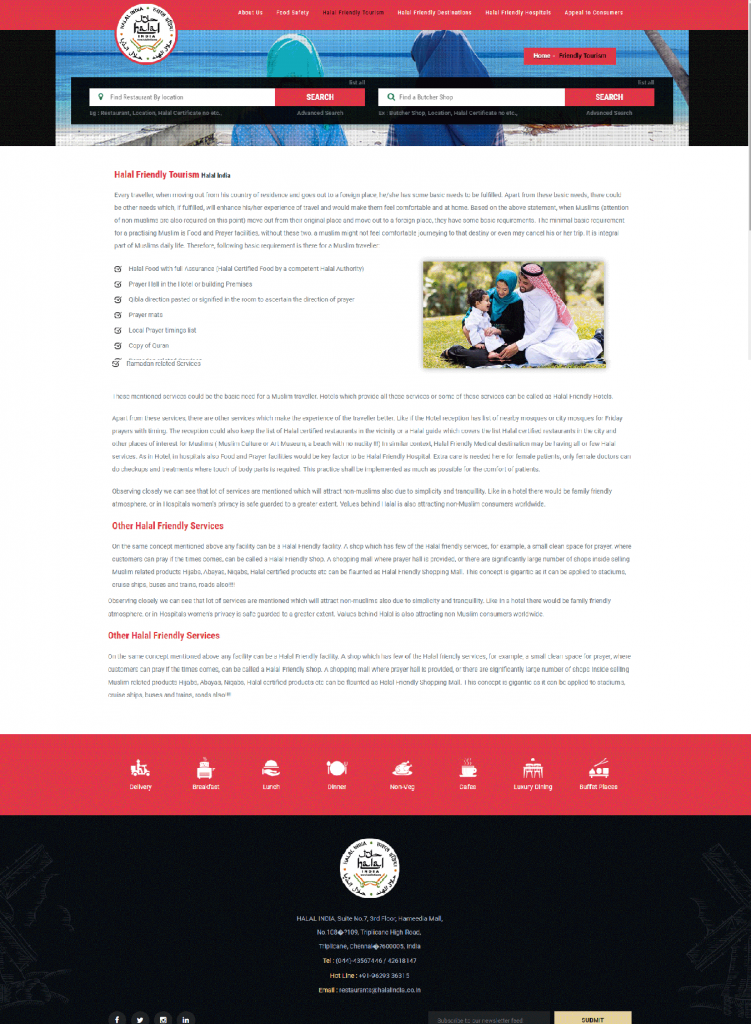 About Us Food Safety Halal Friendly Tourism Halal Friendly Destinations Halal Friendly Hospitals Appeal to Consumers
HALAL INDIA
حلال
halal
INDIA
Home - Friendly Tourism
list all
list all
Find Restaurant By location
SEARCH
Find a Butcher Shop
SEARCH
Eg : Restaurant, Location, Halal Certificate no etc.,
Advanced Search
Ex : Butcher Shop, Location, Halal Certificate no etc.,
Advanced Search
Halal Friendly Tourism Halal India
Every traveller, when moving out from his country of residence and goes out to a foreign place, he/she has some basic needs to be fulfilled. Apart from these basic needs, there could
be other needs which, if fulfilled, will enhance his/her experience of travel and would make them feel comfortable and at home. Based on the above statement, when Muslims (attention
of non muslims are also required on this point) move out from their original place and move out to a foreign place, they have some basic requirements. The minimal basic requirement
for a practising Muslim is Food and Prayer facilities, without these two, a muslim might not feel comfortable journeying to that destiny or even may cancel his or her trip. It is integral
part of Muslims daily life. Therefore, following basic requirement is there for a Muslim traveller:
Halal Food with full Assurance (Halal Certified Food by a competent Halal Authority)
Prayer Hall in the Hotel or building Premises
Qibla direction pasted or signified in the room to ascertain the direction of prayer
Prayer mats
Local Prayer timings list
Copy of Quran
Ramadan related Services
These mentioned services could be the basic need for a Muslim traveller. Hotels which provide all these services or some of these services can be called as Halal Friendly Hotels.
Apart from these services, there are other services which make the experience of the traveller better. Like if the Hotel reception has list of nearby mosques or city mosques for Friday
prayers with timing. The reception could also keep the list of Halal certified restaurants in the vicinity or a Halal guide which covers the list Halal certified restaurants in the city and
other places of interest for Muslims ( Muslim Culture or Art Museum, a beach with no nudity !!!) In similar context, Halal Friendly Medical destination may be having all or few Halal
services. As in Hotel, in hospitals also Food and Prayer facilities would be key factor to be Halal Friendly Hospital. Extra care is needed here for female patients, only female doctors can
do checkups and treatments where touch of body parts is required. This practice shall be implemented as much as possible for the comfort of patients.
Observing closely we can see that lot of services are mentioned which will attract non-muslims also due to simplicity and tranquility. Like in a hotel there would be family friendly
atmosphere, or in Hospitals women's privacy is safe guarded to a greater extent. Values behind Halal is also attracting non-Muslim consumers worldwide.
Other Halal Friendly Services
On the same concept mentioned above any facility can be a Halal Friendly facility. A shop which has few of the Halal friendly services, for example, a small clean space for prayer where
customers can pray if the times comes, can be called a Halal Friendly Shop. A shopping mall where prayer hall is provided, or there are significantly large number of shops inside selling
Muslim related products Hijabs, Abayas, Niqabs, Halal certified products etc can be flaunted as Halal Friendly Shopping Mall. This concept is gigantic as it can be applied to stadiums,
cruise ships, buses and trains, roads also!!!
Observing closely we can see that lot of services are mentioned which will attract non-muslims also due to simplicity and tranquility. Like in a hotel there would be family friendly
atmosphere, or in Hospitals women's privacy is safe guarded to a greater extent. Values behind Halal is also attracting non-Muslim consumers worldwide.
Other Halal Friendly Services
On the same concept mentioned above any facility can be a Halal Friendly facility. A shop which has few of the Halal friendly services, for example, a small clean space for prayer, where
customers can pray if the times comes, can be called a Halal Friendly Shop. A shopping mall where prayer hall is provided, or there are significantly large number of shops inside selling
Muslim related products Hijabs, Abayas, Niqabs, Halal certified products etc can be flaunted as Halal Friendly Shopping Mall. This concept is gigantic as it can be applied to stadiums,
cruise ships, buses and trains, roads also!!!
Delivery Breakfast Lunch Dinner Non-Veg Cafes Luxury Dining Buffet Places
HALAL INDIA
حلال
halal
INDIA
HALAL INDIA, Suite No.7, 3rd Floor, Hameedia Mall,
No.108�?109, Triplicane High Road,
Triplicane, Chennai�?600005, India
Tel : (044)-43567446 / 42618147
Hot Line : +91-96293 36315
Email : restaurants@halalindia.co.in
Subscribe to our newsletter feed
SUBMIT